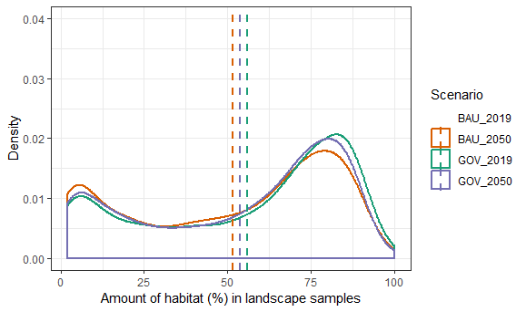 0.04
0.03
0.02
0.01
0.00
Density
0 25 50 75 100
Amount of habitat (%) in landscape samples
Scenario
BAU_2019
BAU_2050
GOV_2019
GOV_2050